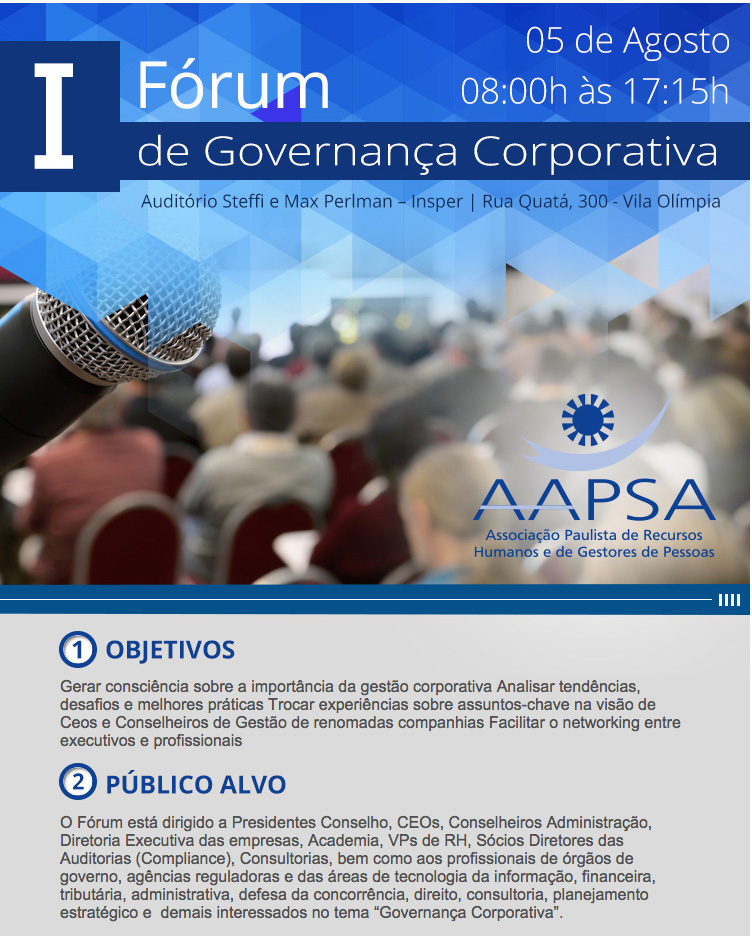 05 de Agosto
08:00h às 17:15h
I Fórum
de Governança Corporativa
Auditório Steffi e Max Perlman – Insper | Rua Quatá, 300 - Vila Olímpia
AAPSA
Associação Paulista de Recursos
Humanos e de Gestores de Pessoas
1 OBJETIVOS
Gerar consciência sobre a importância da gestão corporativa Analisar tendências,
desafios e melhores práticas Trocar experiências sobre assuntos-chave na visão de
Ceos e Conselheiros de Gestão de renomadas companhias Facilitar o networking entre
executivos e profissionais
2 PÚBLICO ALVO
O Fórum está dirigido a Presidentes Conselho, CEOs, Conselheiros Administração,
Diretoria Executiva das empresas, Academia, VPs de RH, Sócios Diretores das
Auditorias (Compliance), Consultorias, bem como aos profissionais de órgãos de
governo, agências reguladoras e das áreas de tecnologia da informação, financeira,
tributária, administrativa, defesa da concorrência, direito, consultoria, planejamento
estratégico e  demais interessados no tema “Governança Corporativa”.